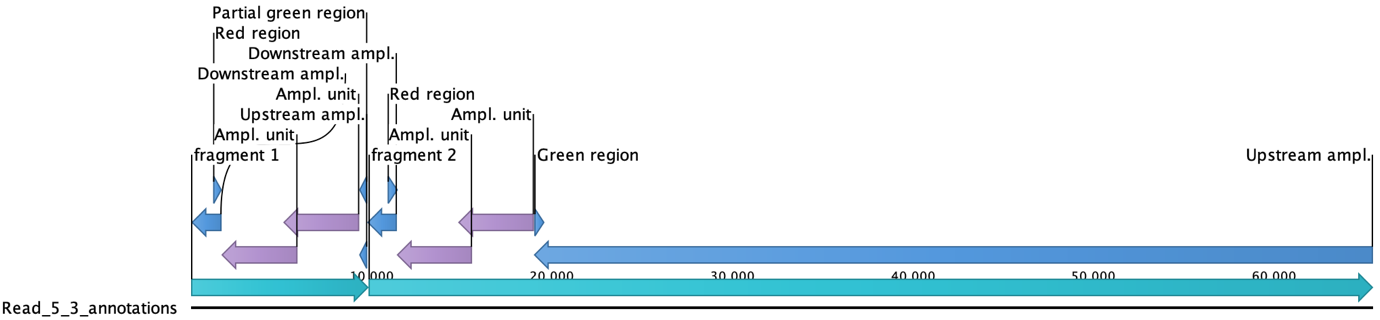 Partial green region
Red region
Downstream ampl.
Downstream ampl.
Ampl. unit
Red region
Upstream ampl.
Ampl. unit
Ampl. unit
Ampl. unit
fragment 1
fragment 2
Green region
Upstream ampl.
10,000
20,000
30,000
40,000
50,000
60,000
Read_5_3_annotations